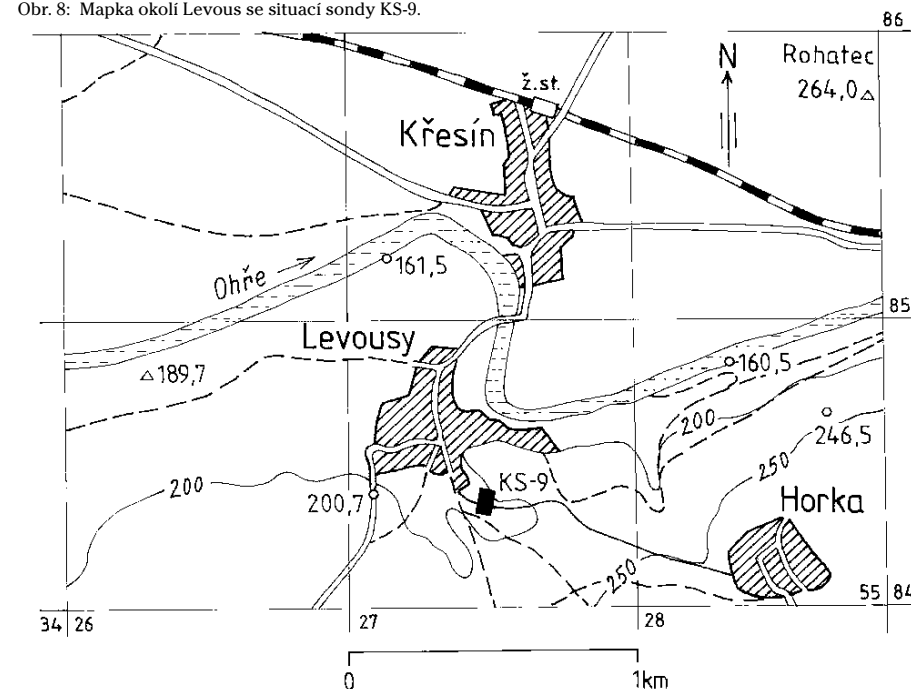 Obr. 8: Mapka okolí Levous se situací sondy KS-9.
86
N
Rohatec
264,0
ž.st.
Křesín
Ohře
161,5
85
Levousy
189,7
160,5
200
246,5
250
200
KS-9
200,7
Horka
250
55 84
34 26
27
28
0
1km